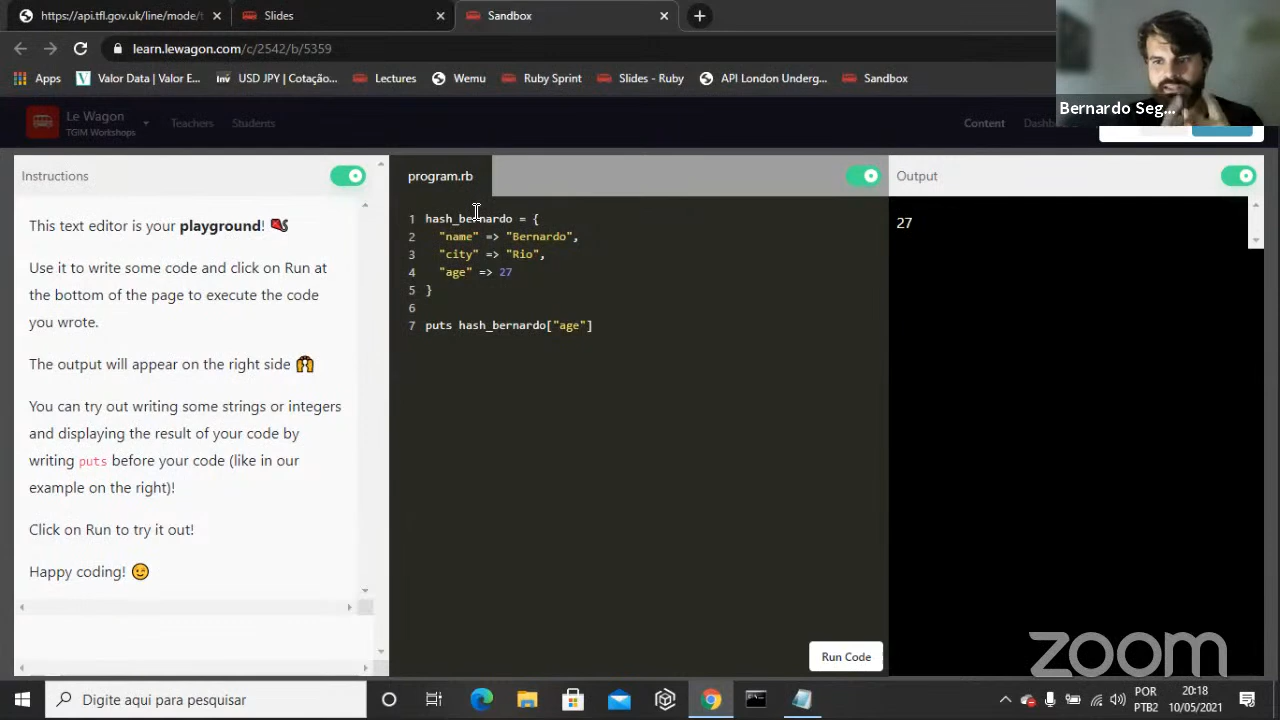 https://api.tfl.gov.uk/line/mode/t
Slides
Sandbox
learn.lewagon.com/c/2542/b/5359
Apps
Valor Data | Valor E...
USD JPY | Cotação...
Lectures
Wemu
Ruby Sprint
Slides - Ruby
API London Underg...
Sandbox
Bernardo Seg...
Le Wagon
TGIM Workshops
Teachers
Students
Content
Dashb
Instructions
program.rb
Output
This text editor is your playground!
Use it to write some code and click on Run at
the bottom of the page to execute the code
you wrote.
The output will appear on the right side
You can try out writing some strings or integers
and displaying the result of your code by
writing puts before your code (like in our
example on the right)!
Click on Run to try it out!
Happy coding!
1 hash_bernardo = {
2 "name" => "Bernardo",
3 "city" => "Rio",
4 "age" => 27
5 }
6
7 puts hash_bernardo["age"]
27
Run Code
zoom
Digite aqui para pesquisar
POR
PTB2
20:18
10/05/2021